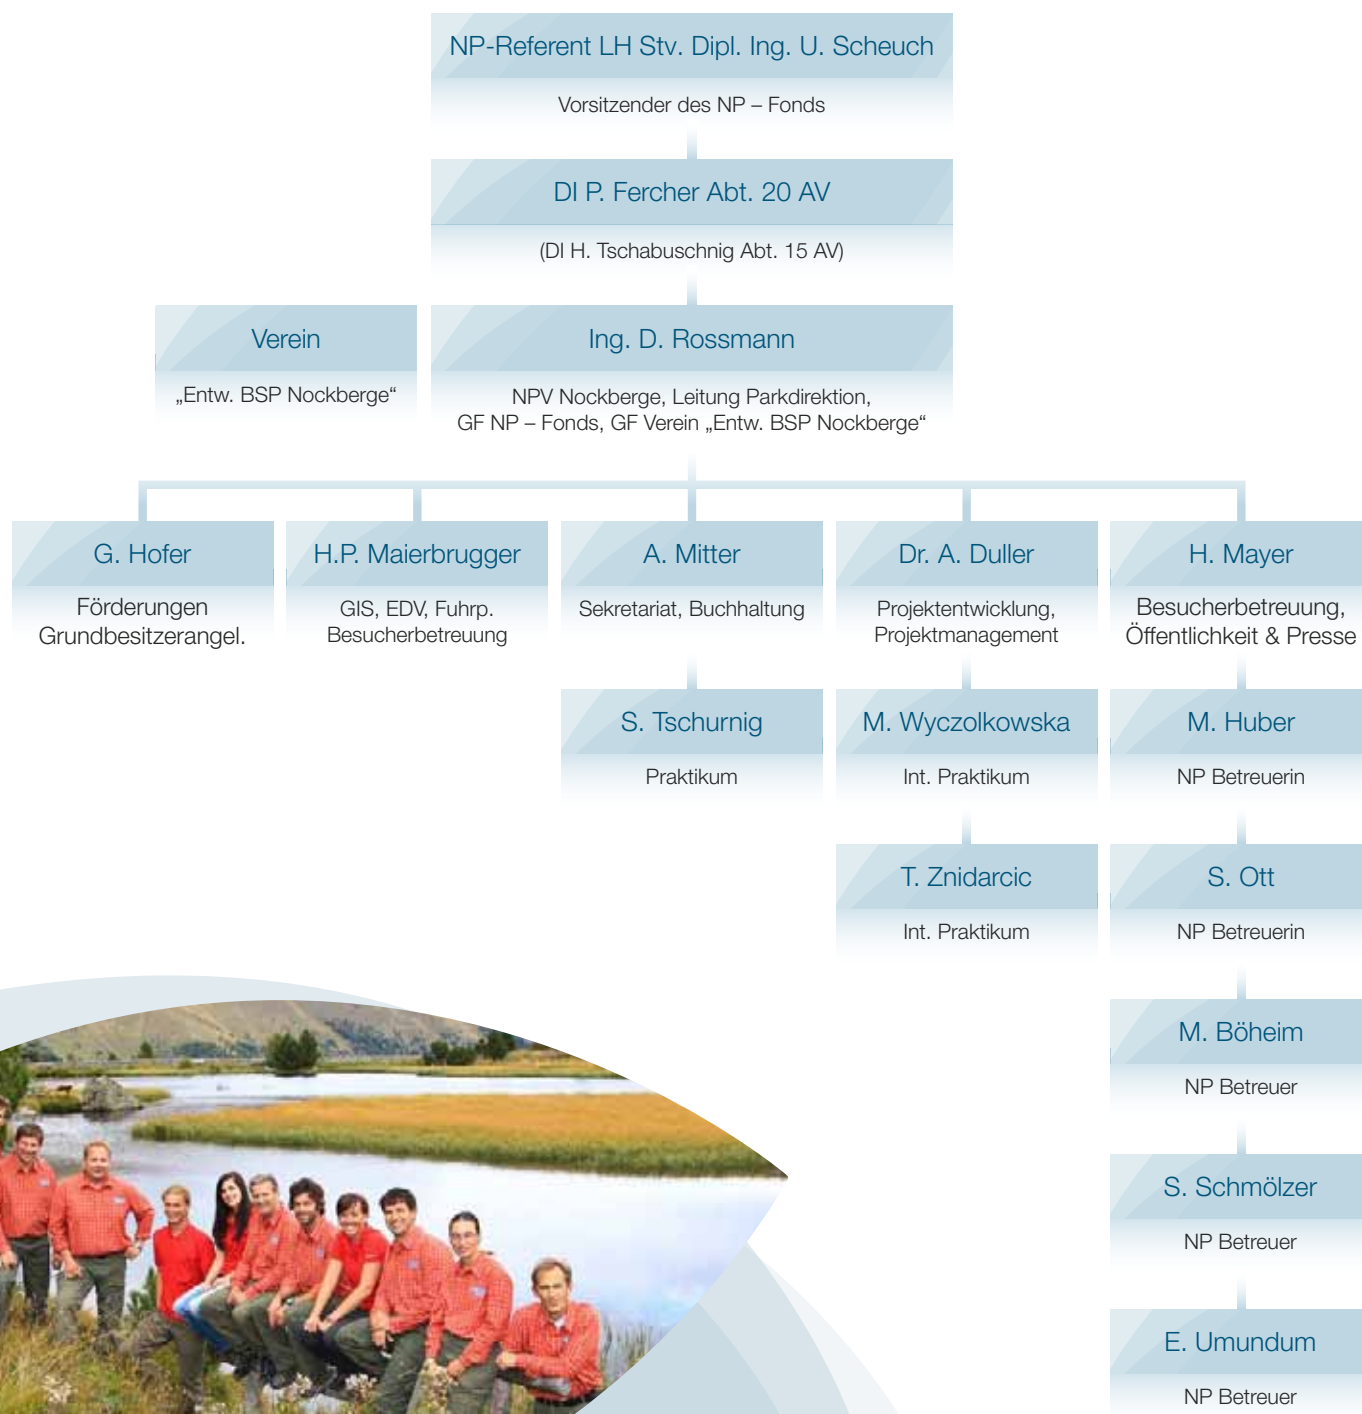 NP-Referent LH Stv. Dipl. Ing. U. Scheuch
Vorsitzender des NP – Fonds
DI P. Fercher Abt. 20 AV
(DI H. Tschabuschnig Abt. 15 AV)
Verein
„Entw. BSP Nockberge“
Ing. D. Rossmann
NPV Nockberge, Leitung Parkdirektion,
GF NP – Fonds, GF Verein „Entw. BSP Nockberge“
G. Hofer
Förderungen
Grundbesitzerangel.
H.P. Maierbrugger
GIS, EDV, Fuhrp.
Besucherbetreuung
A. Mitter
Sekretariat, Buchhaltung
Dr. A. Duller
Projektentwicklung,
Projektmanagement
H. Mayer
Besucherbetreuung,
Öffentlichkeit & Presse
S. Tschurnig
Praktikum
M. Wyczolkowska
Int. Praktikum
M. Huber
NP Betreuerin
T. Znidarcic
Int. Praktikum
S. Ott
NP Betreuerin
M. Böheim
NP Betreuer
S. Schmölzer
NP Betreuer
E. Umundum
NP Betreuer